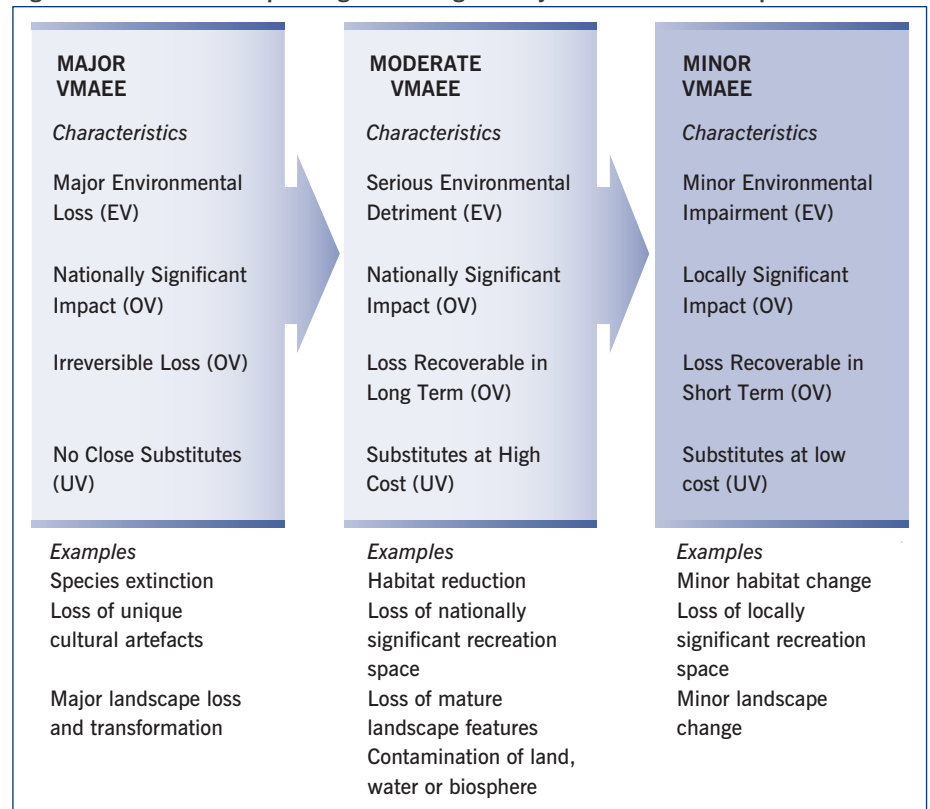 MAJOR
VMAEE
Characteristics
Major Environmental
Loss (EV)
Nationally Significant
Impact (OV)
Irreversible Loss (OV)
No Close Substitutes
(UV)
Examples
Species extinction
Loss of unique
cultural artefacts
Major landscape loss
and transformation
MODERATE
VMAEE
Characteristics
Serious Environmental
Detriment (EV)
Nationally Significant
Impact (OV)
Loss Recoverable in
Long Term (OV)
Substitutes at High
Cost (UV)
Examples
Habitat reduction
Loss of nationally
significant recreation
space
Loss of mature
landscape features
Contamination of land,
water or biosphere
MINOR
VMAEE
Characteristics
Minor Environmental
Impairment (EV)
Locally Significant
Impact (OV)
Loss Recoverable in
Short Term (OV)
Substitutes at low
cost (UV)
Examples
Minor habitat change
Loss of locally
significant recreation
space
Minor landscape
change